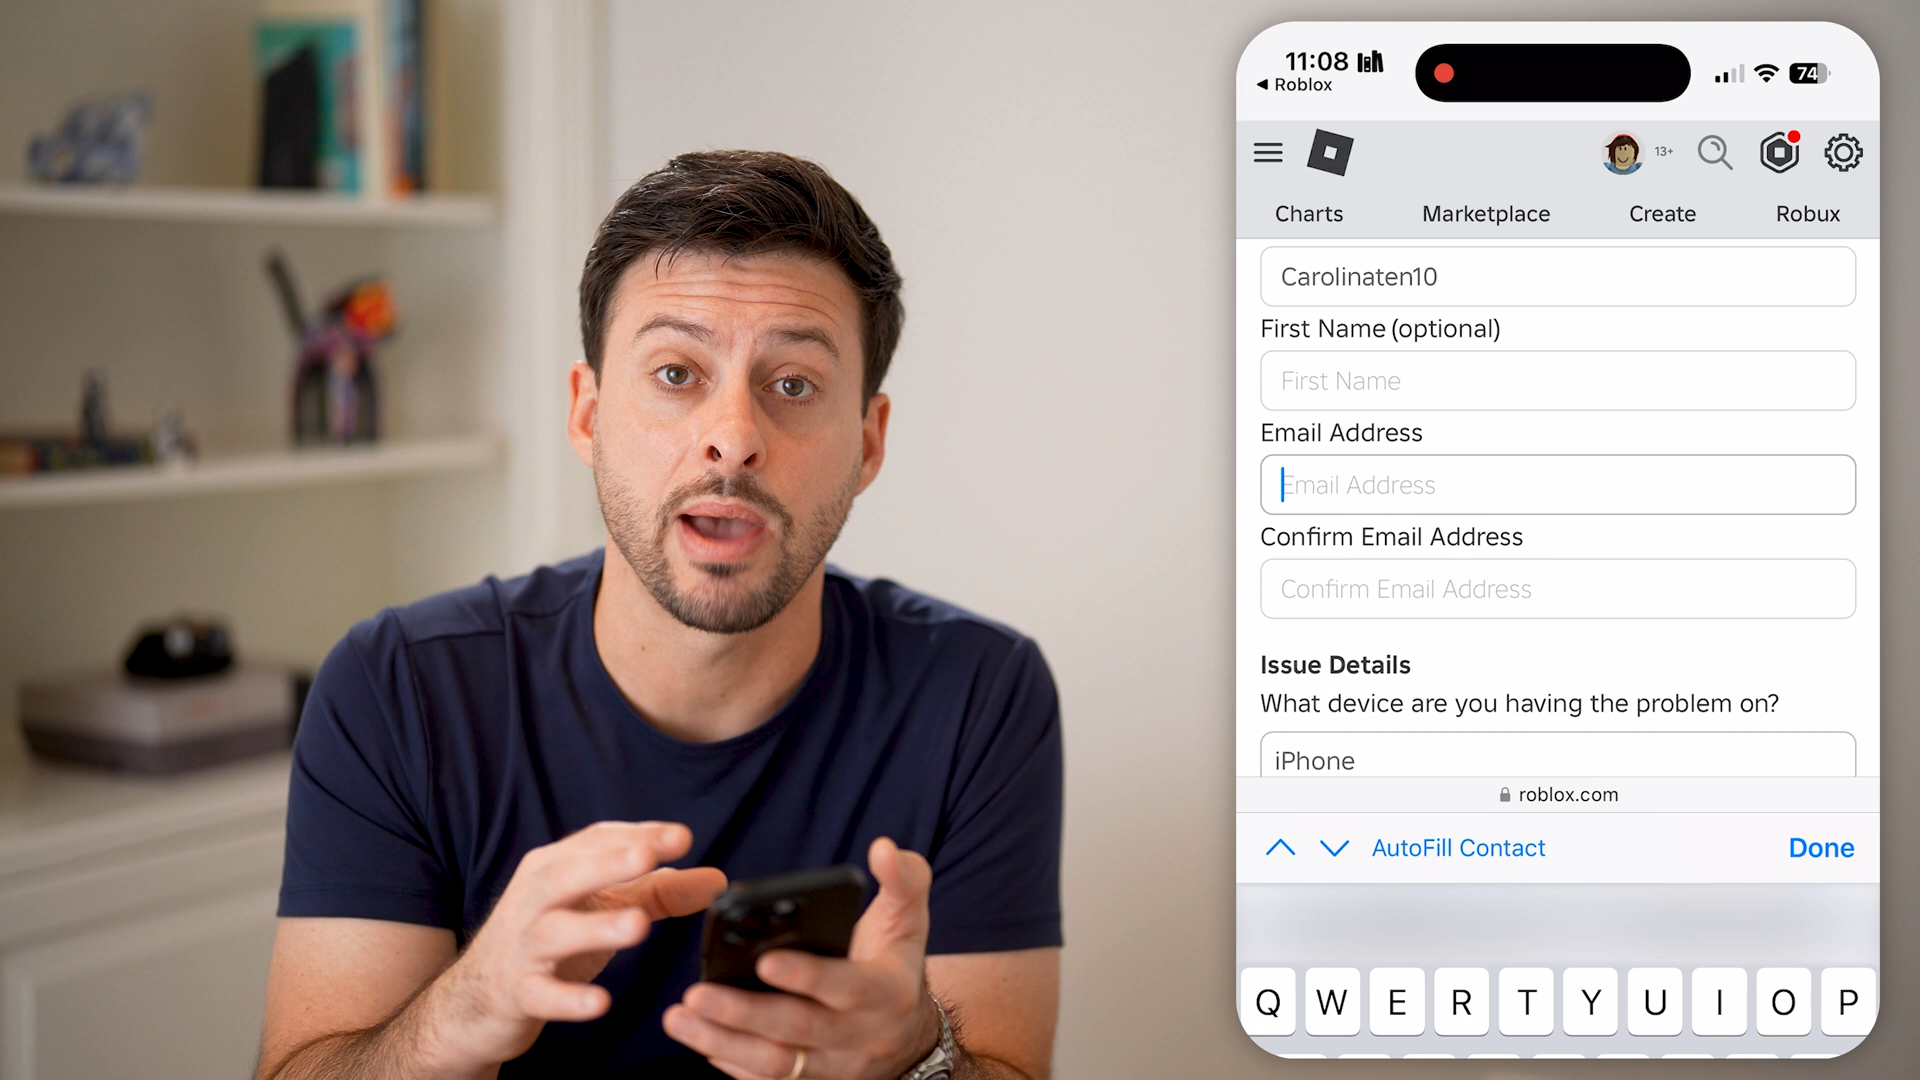 11:08
74
◀ Roblox
13+
Charts Marketplace Create Robux
Carolinaten10
First Name (optional)
First Name
Email Address
Email Address
Confirm Email Address
Confirm Email Address
Issue Details
What device are you having the problem on?
iPhone
roblox.com
AutoFill Contact Done
Q W E R T Y U I O P